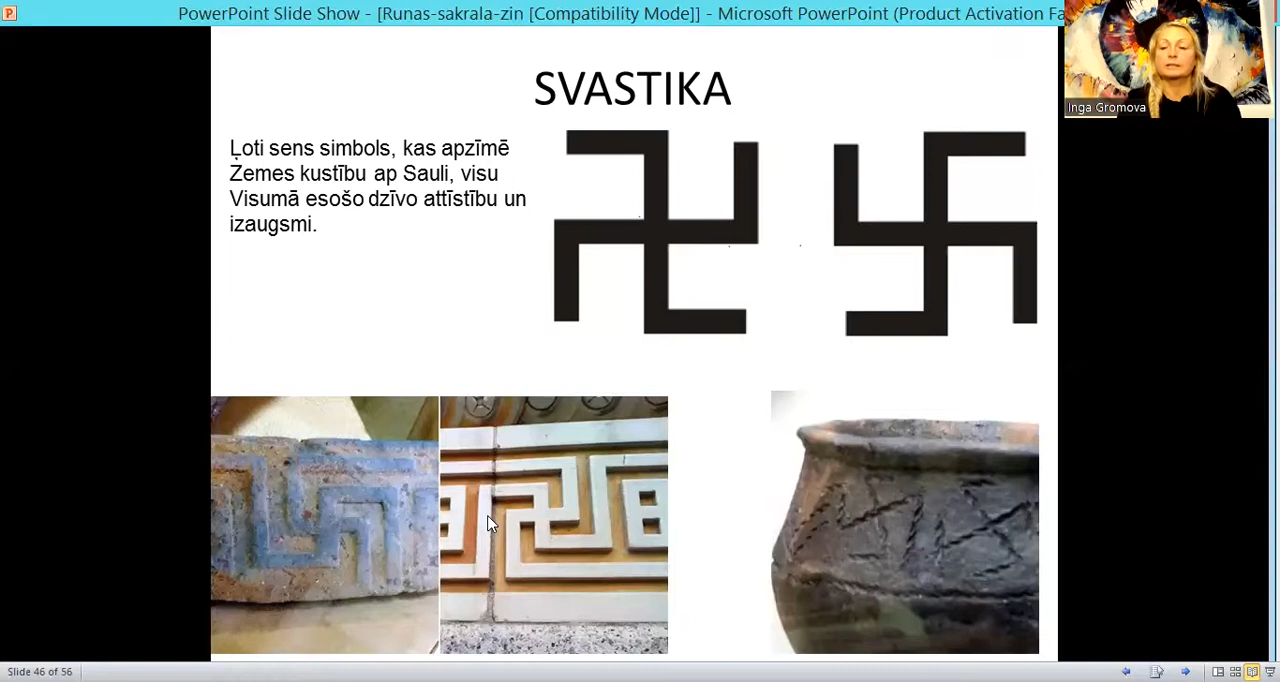 PowerPoint Slide Show - [Runas-sakrala-zin [Compatibility Mode]] - Microsoft PowerPoint (Product Activation Fa
Inga Gromova
SVASTIKA
Ļoti sens simbols, kas apzīmē
Zemes kustību ap Sauli, visu
Visumā esošo dzīvo attīstību un
izaugsmi.
Slide 46 of 56